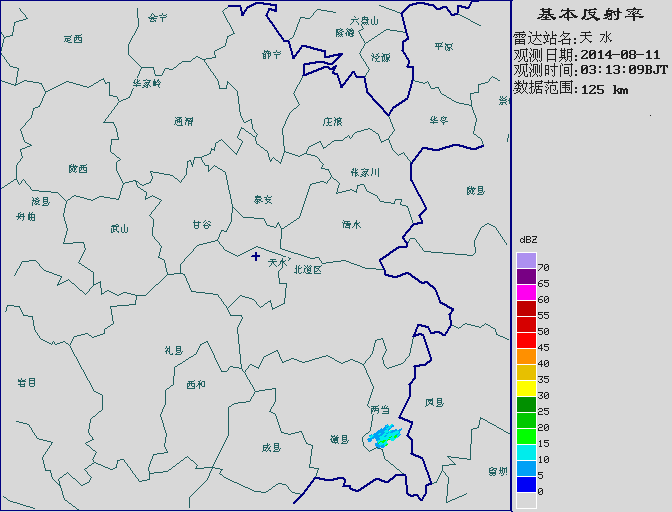 基本反射率
雷达站名:天 水
观测日期:2014-08-11
观测时间:03:13:09BJT
数据范围:125 km
定西
会宁
六盘山
静宁
泾源
平凉
华家岭
通渭
庄浪
华亭
陇西
张家川
陇县
漳县
秦安
武山
甘谷
清水
天水
北道区
礼县
岩昌
西和
两当
凤县
成县
徽县
留坝
dBZ
70
65
60
55
50
45
40
35
30
25
20
15
10
5
0